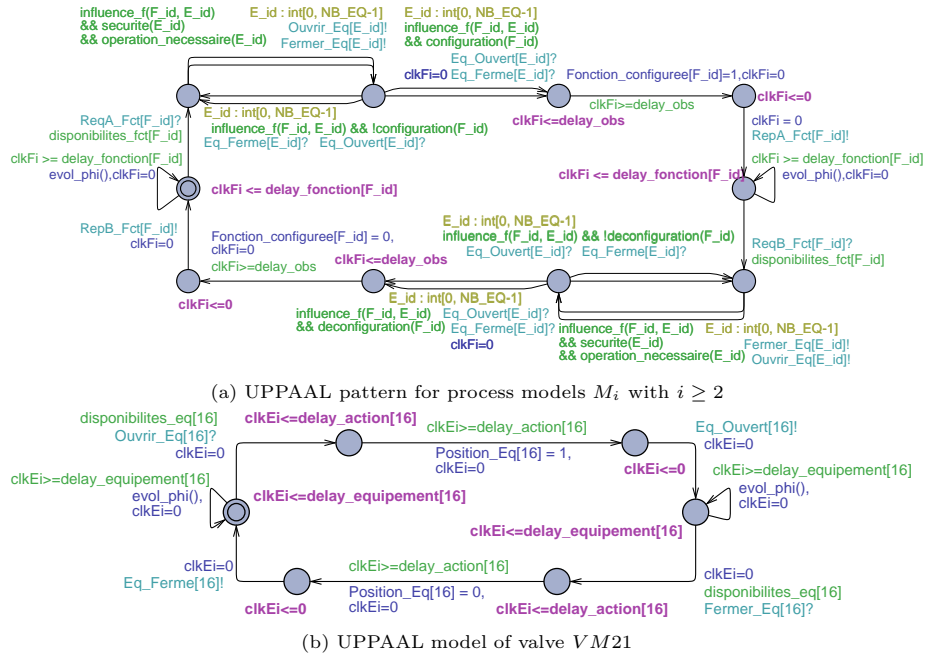 influence_f(F_id, E_id)
&& securite(E_id)
&& operation_necessaire(E_id)
E_id : int[0, NB_EQ-1]
Ouvrir_Eq[E_id]!
Fermer_Eq[E_id]!
E_id : int[0, NB_EQ-1]
influence_f(F_id, E_id)
&& configuration(F_id)
Eq_Ouvert[E_id]?
clkFi=0 Eq_Ferme[E_id]?
Fonction_configuree[F_id]=1,clkFi=0
clkFi<=0
clkFi>=delay_obs
clkFi<=delay_obs
E_id : int[0, NB_EQ-1]
influence_f(F_id, E_id) && !configuration(F_id)
Eq_Ferme[E_id]? Eq_Ouvert[E_id]?
ReqA_Fct[F_id]?
disponibilites_fct[F_id]
clkFi = 0
RepA_Fct[F_id]!
clkFi >= delay_fonction[F_id]
evol_phi(),clkFi=0
clkFi <= delay_fonction[F_id]
clkFi >= delay_fonction[F_id]
evol_phi(),clkFi=0
clkFi <= delay_fonction[F_id]
RepB_Fct[F_id]!
clkFi=0
Fonction_configuree[F_id] = 0,
clkFi=0
clkFi>=delay_obs
clkFi<=delay_obs
E_id : int[0, NB_EQ-1]
influence_f(F_id, E_id) && !deconfiguration(F_id)
Eq_Ouvert[E_id]? Eq_Ferme[E_id]?
ReqB_Fct[F_id]?
disponibilites_fct[F_id]
clkFi<=0
E_id : int[0, NB_EQ-1]
influence_f(F_id, E_id)
&& deconfiguration(F_id)
Eq_Ouvert[E_id]?
Eq_Ferme[E_id]?
clkFi=0
influence_f(F_id, E_id)
&& securite(E_id)
&& operation_necessaire(E_id)
E_id : int[0, NB_EQ-1]
Fermer_Eq[E_id]!
Ouvrir_Eq[E_id]!
(a) UPPAAL pattern for process models M_i with i ≥ 2
disponibilites_eq[16]
Ouvrir_Eq[16]?
clkEi=0
clkEi<=delay_action[16]
clkEi>=delay_action[16]
Position_Eq[16] = 1,
clkEi=0
clkEi<=0
Eq_Ouvert[16]!
clkEi=0
clkEi>=delay_equipement[16]
evol_phi(),
clkEi=0
clkEi<=delay_equipement[16]
clkEi>=delay_equipement[16]
evol_phi(),
clkEi=0
clkEi<=delay_equipement[16]
clkEi=0
Eq_Ferme[16]!
clkEi>=delay_action[16]
Position_Eq[16] = 0,
clkEi=0
clkEi<=0
clkEi<=delay_action[16]
clkEi=0
disponibilites_eq[16]
Fermer_Eq[16]?
(b) UPPAAL model of valve VM21